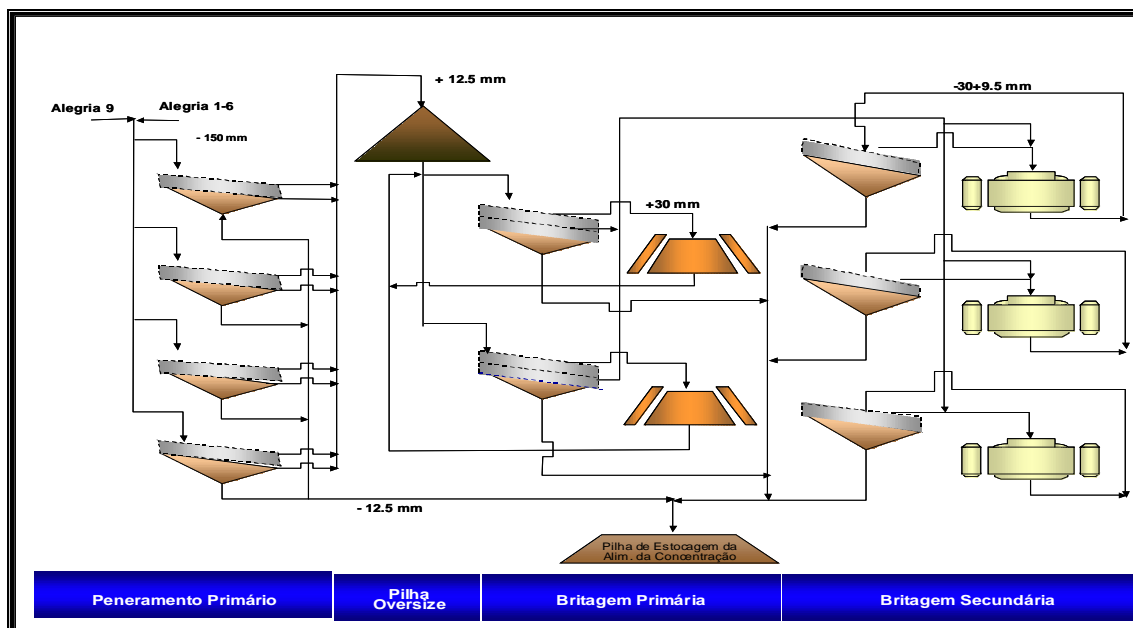 + 12.5 mm
-30+9.5 mm
Alegria 9
Alegria 1-6
- 150 mm
+30 mm
- 12.5 mm
Pilha de Estocagem da
Alim. da Concentração
Peneramento Primário
Pilha
Oversize
Britagem Primária
Britagem Secundária